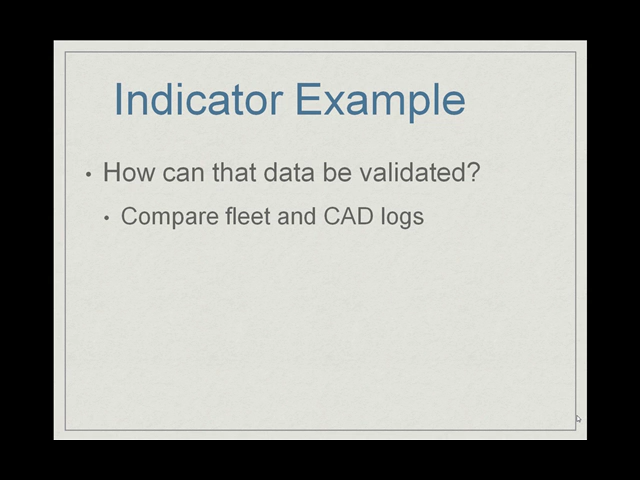 Indicator Example
• How can that data be validated?
• Compare fleet and CAD logs